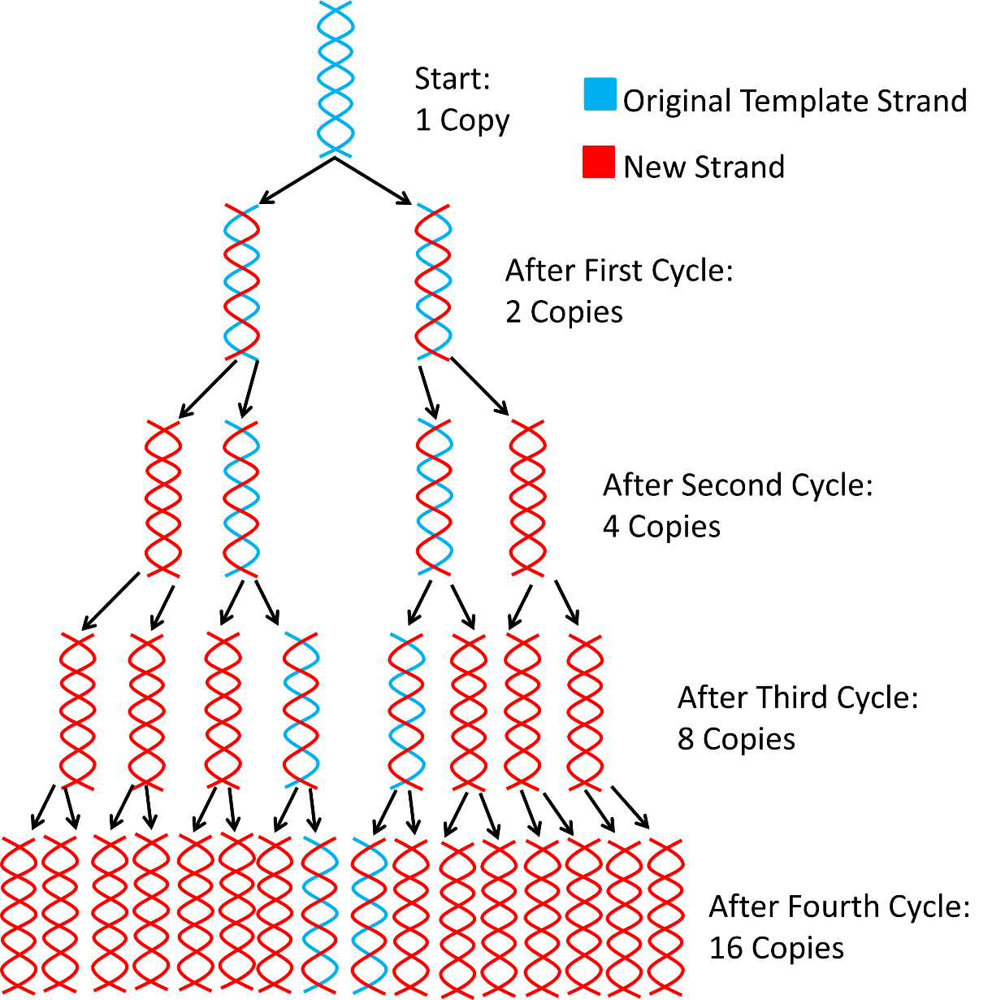 Start:
1 Copy
Original Template Strand
New Strand
After First Cycle:
2 Copies
After Second Cycle:
4 Copies
After Third Cycle:
8 Copies
After Fourth Cycle:
16 Copies